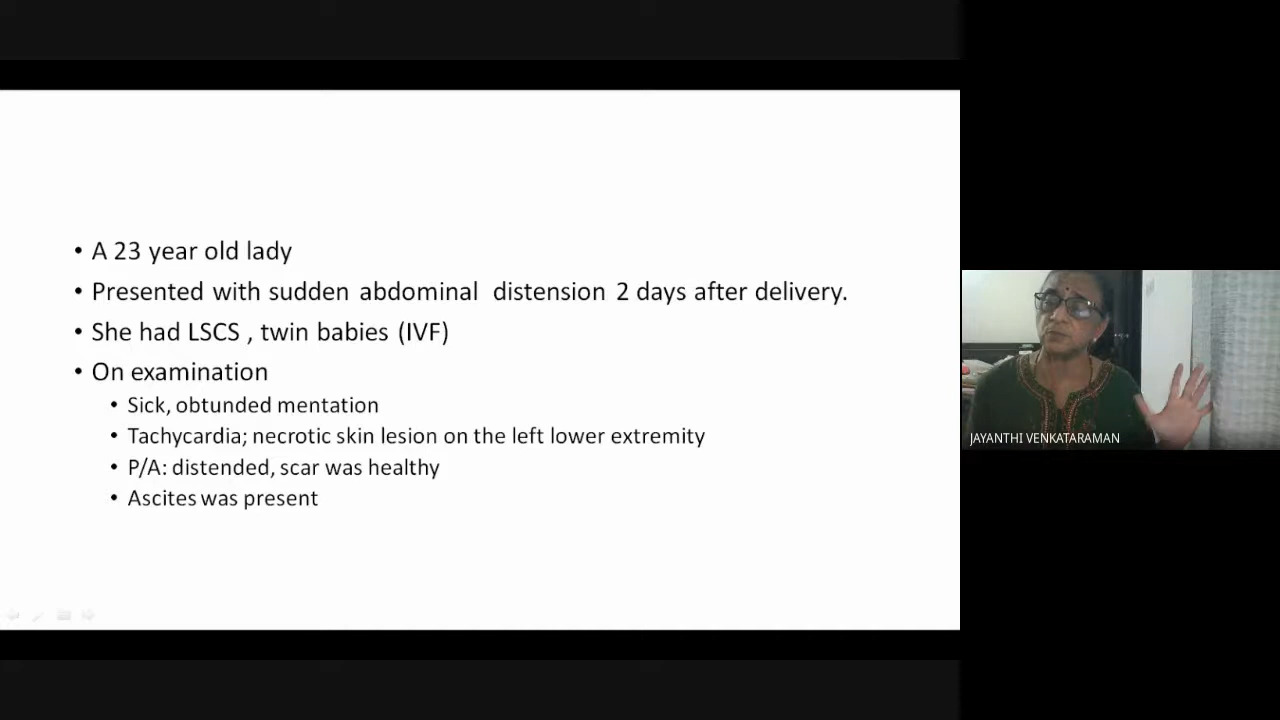 • A 23 year old lady
• Presented with sudden abdominal distension 2 days after delivery.
• She had LSCS , twin babies (IVF)
• On examination
• Sick, obtunded mentation
• Tachycardia; necrotic skin lesion on the left lower extremity
• P/A: distended, scar was healthy
• Ascites was present
JAYANTHI VENKATARAMAN